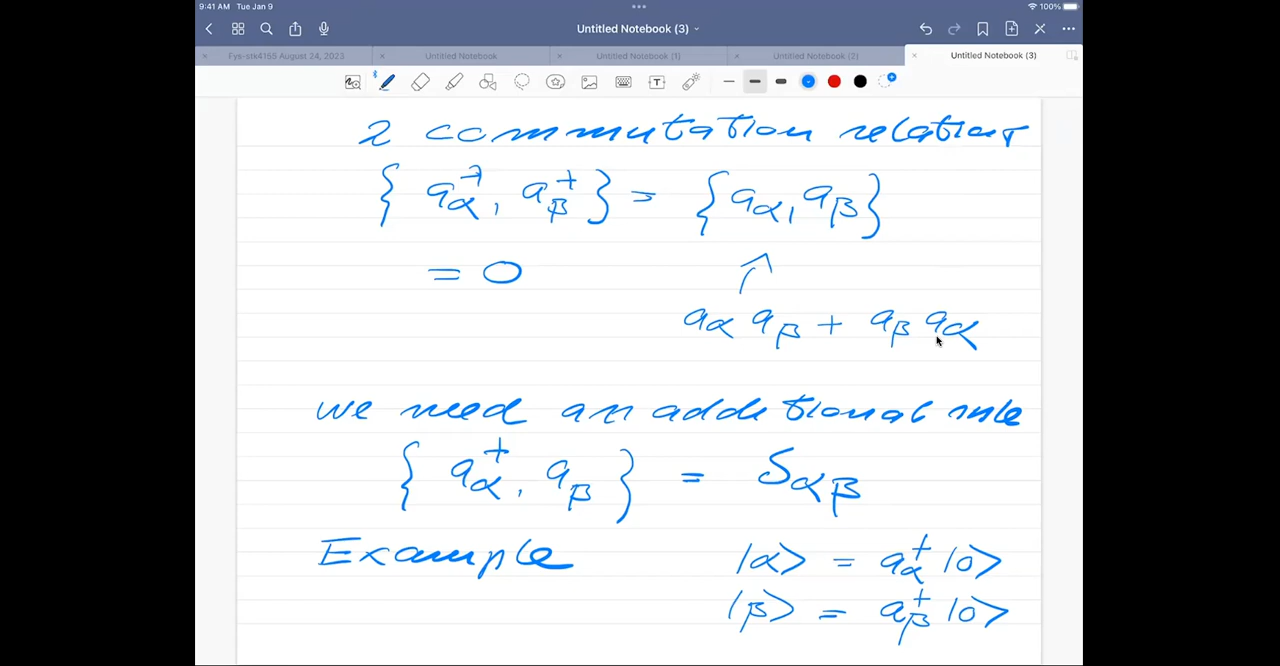 9:41 AM Tue Jan 9
100%
Untitled Notebook (3)
Fys-stk4155 August 24, 2023
Untitled Notebook
Untitled Notebook (1)
Untitled Notebook (2)
Untitled Notebook (3)
2 commutation relations
{ a_α^†, a_β^† } = { a_α, a_β }
= 0 ↑
a_α a_β + a_β a_α
we need an additional rule
{ a_α^†, a_β } = δ_αβ
Example |α> = a_α^† |0>
|β> = a_β^† |0>